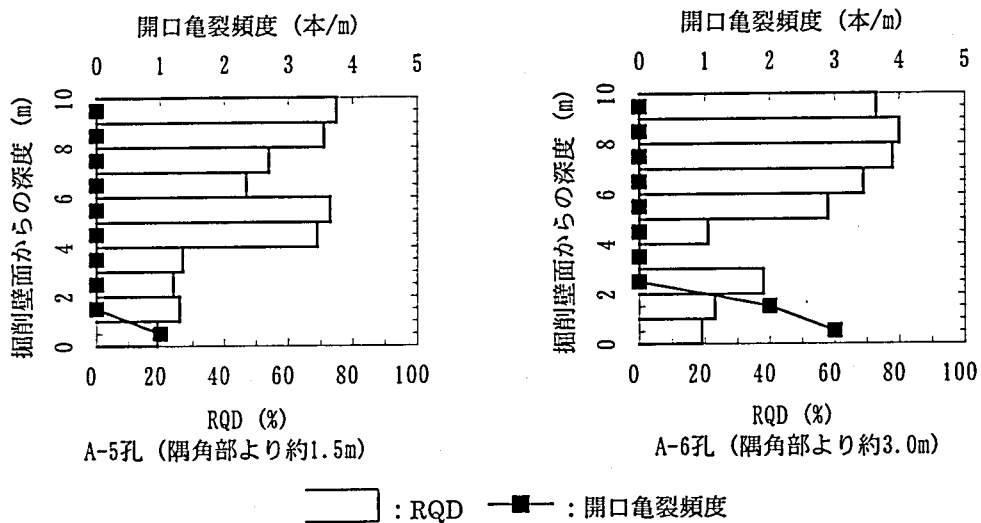 開口亀裂頻度 (本/m)
0 1 2 3 4 5
掘削壁面からの深度 (m)
10
8
6
4
2
0
0 20 40 60 80 100
RQD (%)
A-5孔 (隅角部より約1.5m)
開口亀裂頻度 (本/m)
0 1 2 3 4 5
掘削壁面からの深度 (m)
10
8
6
4
2
0
0 20 40 60 80 100
RQD (%)
A-6孔 (隅角部より約3.0m)
: RQD : 開口亀裂頻度